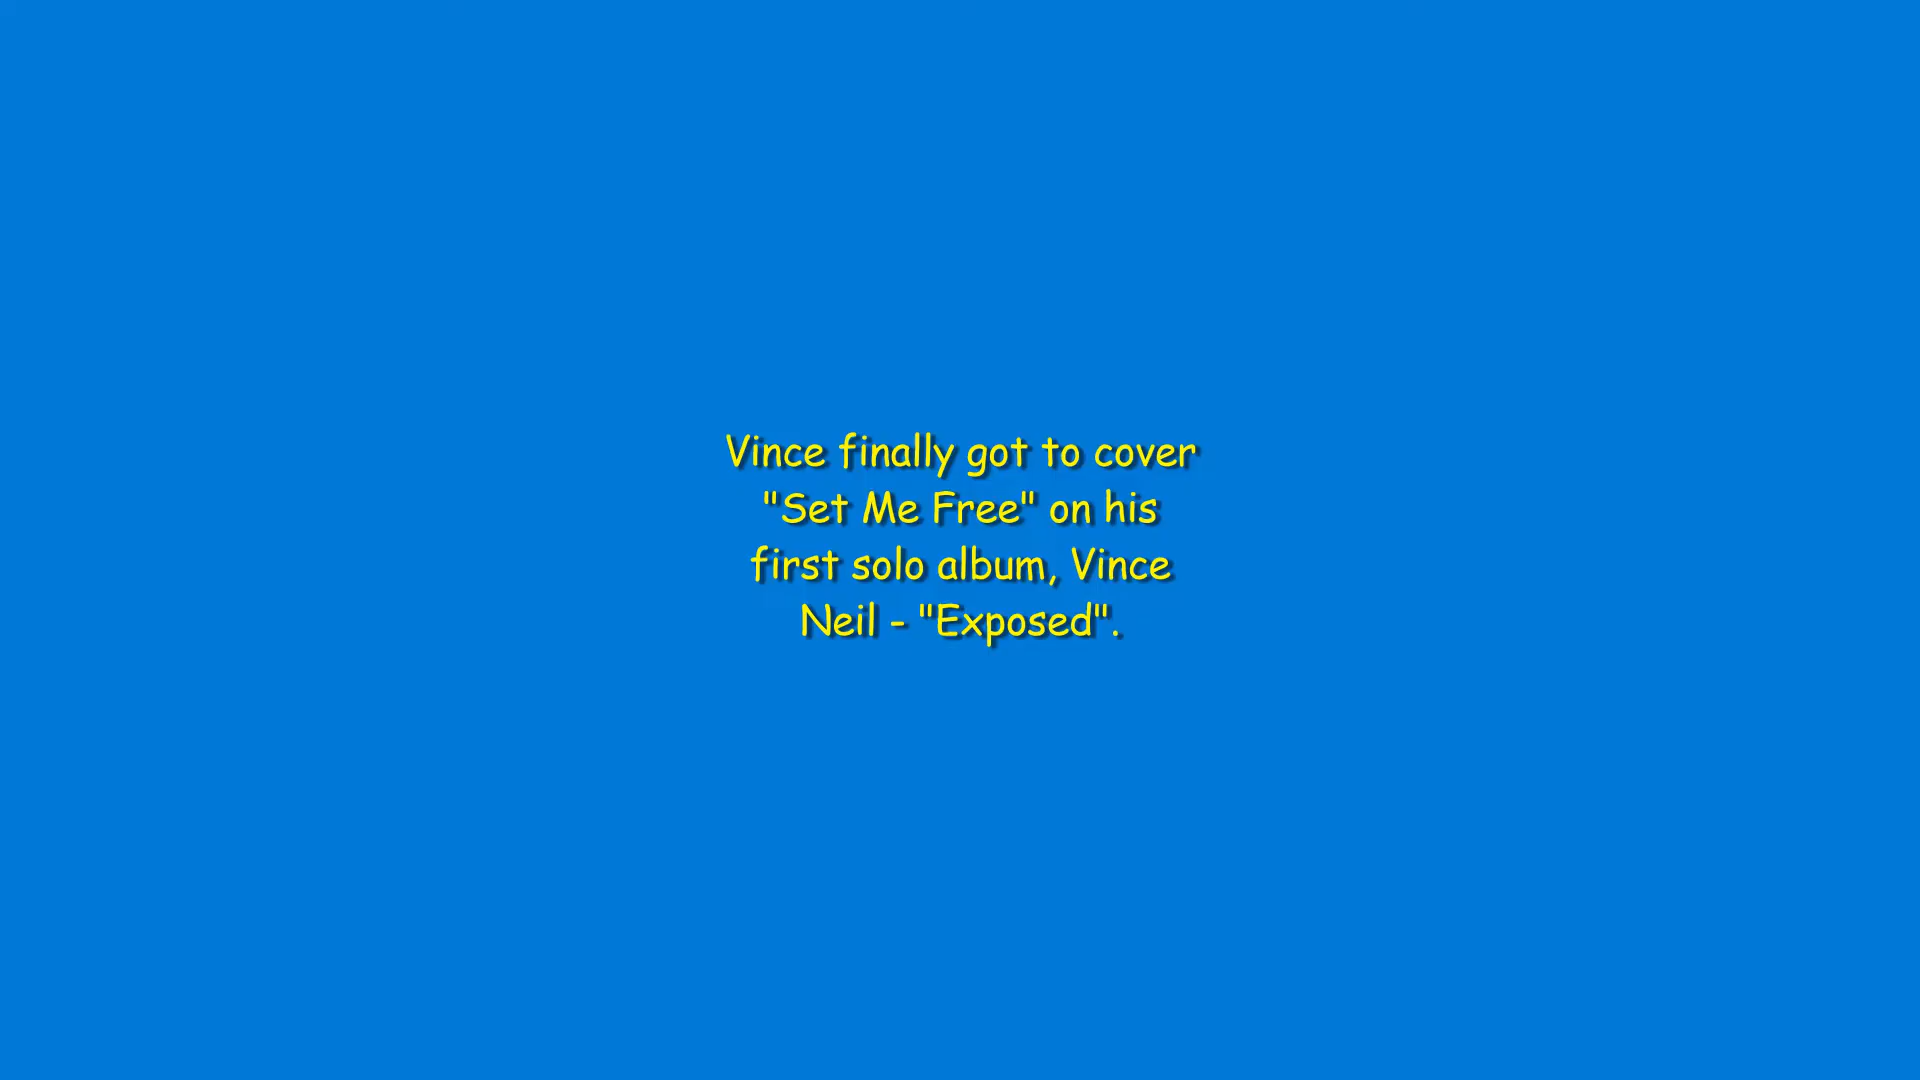 Vince finally got to cover
"Set Me Free" on his
first solo album, Vince
Neil - "Exposed".